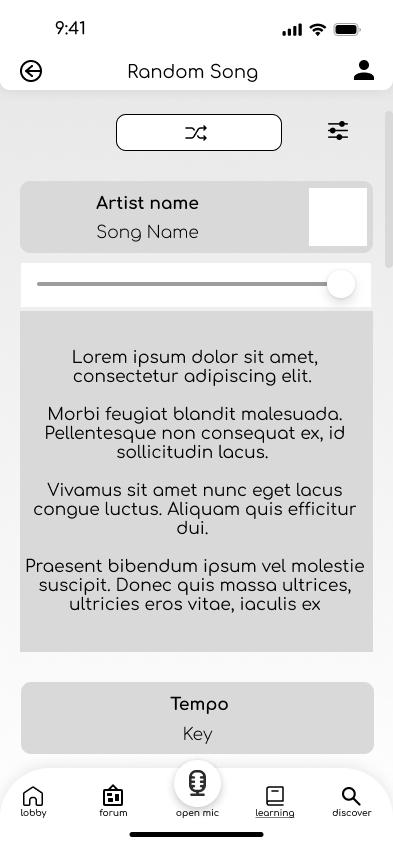 9:41
Random Song
Artist name
Song Name
Lorem ipsum dolor sit amet,
consectetur adipiscing elit.
Morbi feugiat blandit malesuada.
Pellentesque non consequat ex, id
sollicitudin lacus.
Vivamus sit amet nunc eget lacus
congue luctus. Aliquam quis efficitur
dui.
Praesent bibendum ipsum vel molestie
suscipit. Donec quis massa ultrices,
ultricies eros vitae, iaculis ex
Tempo
Key
lobby
forum
open mic
learning
discover